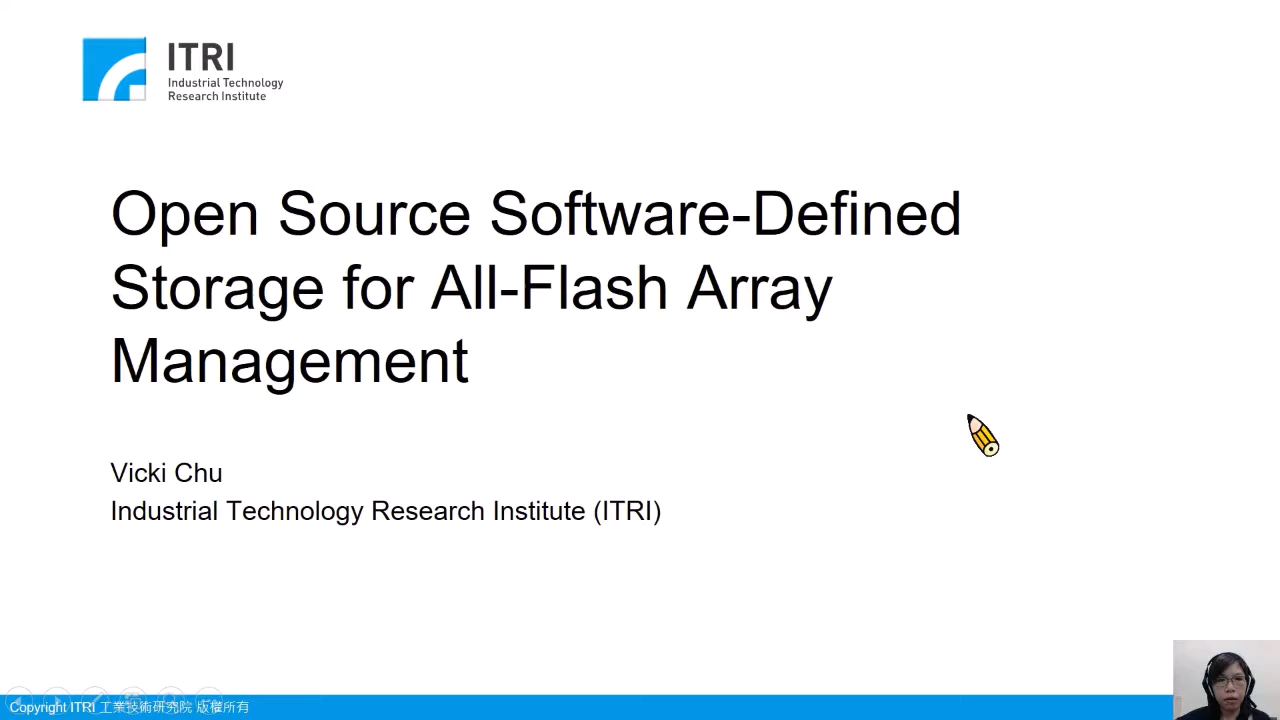 ITRI
Industrial Technology
Research Institute
Open Source Software-Defined
Storage for All-Flash Array
Management
Vicki Chu
Industrial Technology Research Institute (ITRI)
Copyright ITRI 工業技術研究院 版權所有